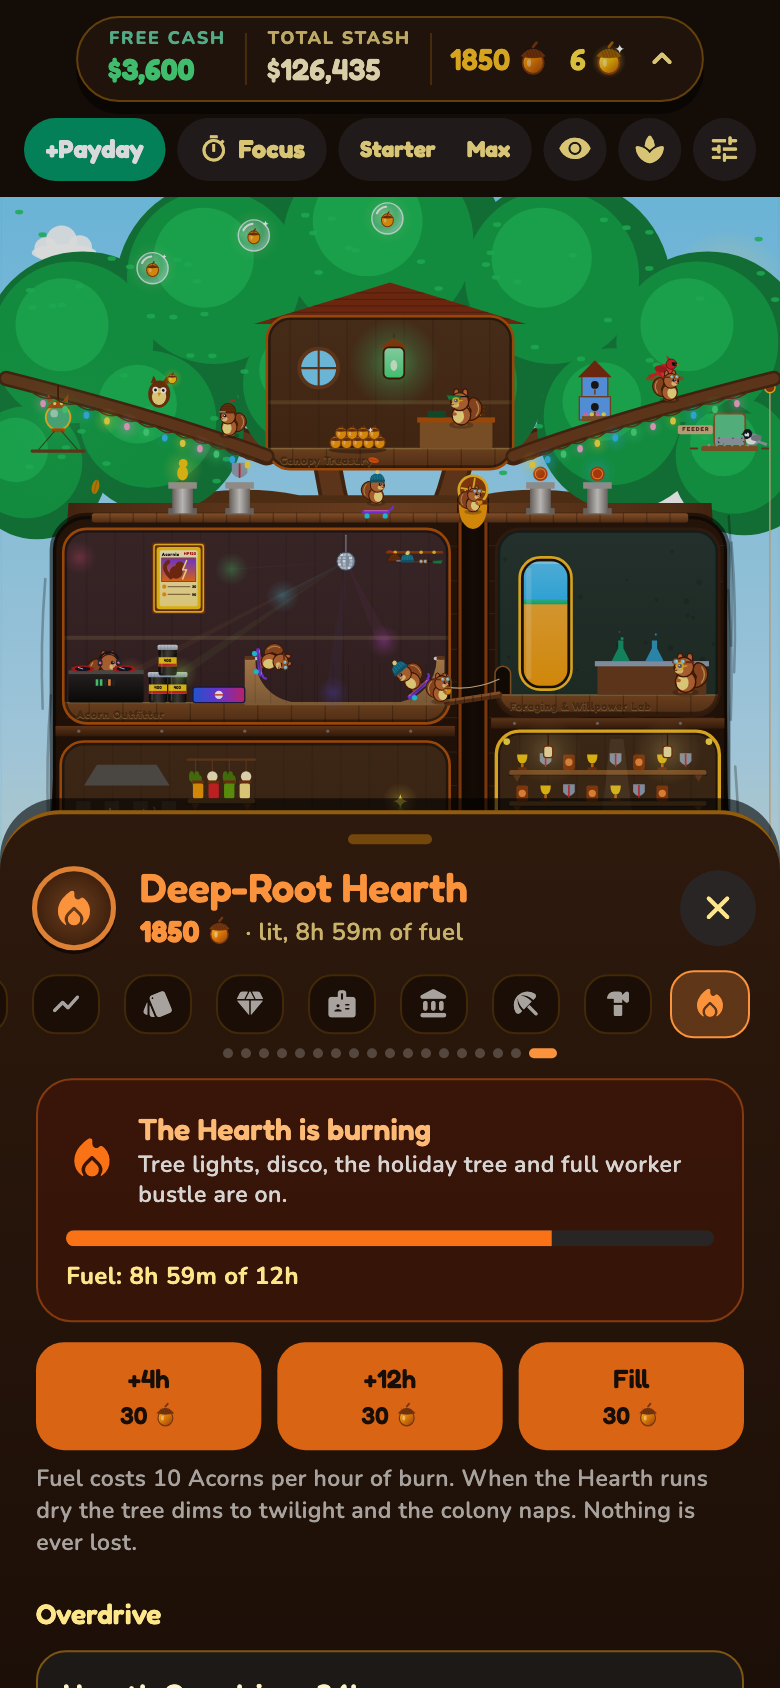 FREE CASH
$3,600
TOTAL STASH
$126,435
1850
6
+Payday
Focus
Starter
Max
Canopy Treasury
FEEDER
Acornix
400
400
400
Acorn Outfitter
Foraging & Willpower Lab
Deep-Root Hearth
1850 · lit, 8h 59m of fuel
The Hearth is burning
Tree lights, disco, the holiday tree and full worker
bustle are on.
Fuel: 8h 59m of 12h
+4h
30
+12h
30
Fill
30
Fuel costs 10 Acorns per hour of burn. When the Hearth runs
dry the tree dims to twilight and the colony naps. Nothing is
ever lost.
Overdrive